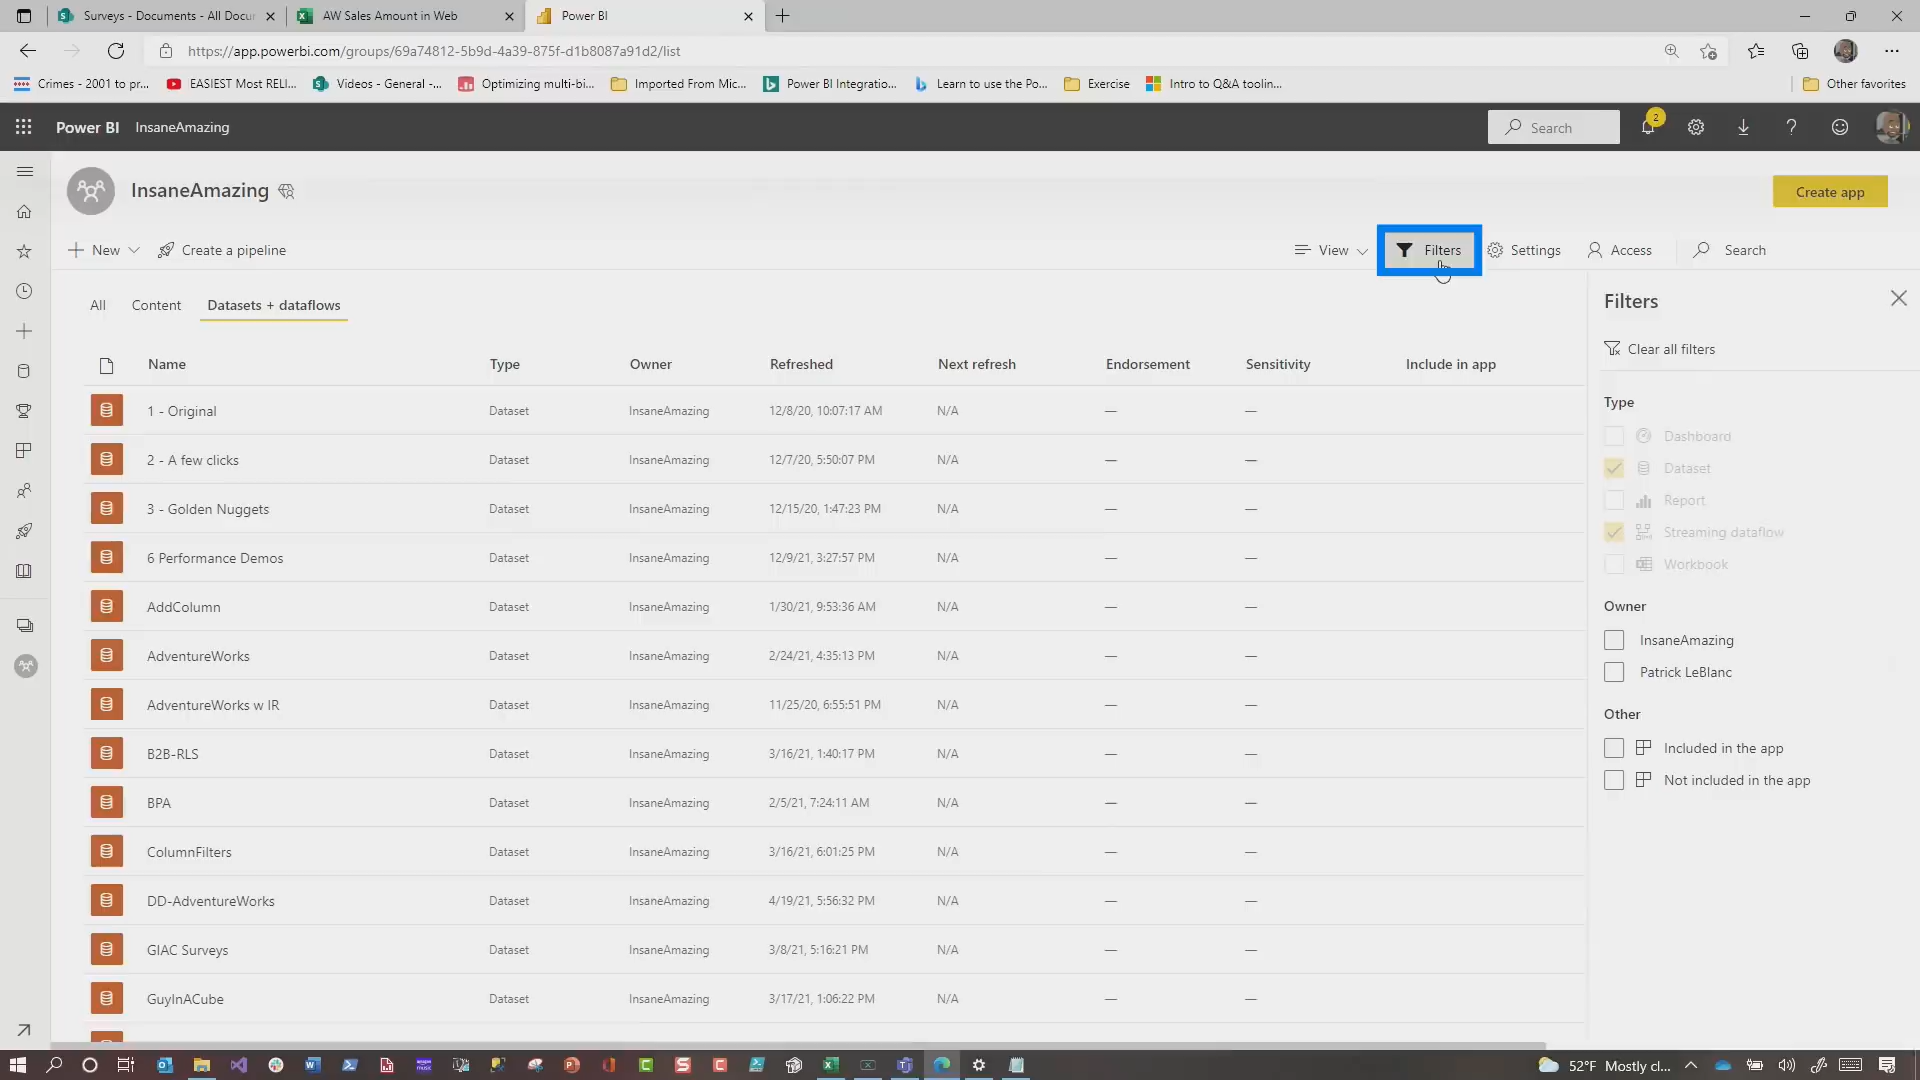 Surveys - Documents - All Docu
AW Sales Amount in Web
Power BI
https://app.powerbi.com/groups/69a74812-5b9d-4a39-875f-d1b8087a91d2/list
Crimes - 2001 to pr...
EASIEST Most RELI...
Videos - General -...
Optimizing multi-bi...
Imported From Mic...
Power BI Integratio...
Learn to use the Po...
Exercise
Intro to Q&A toolin...
Other favorites
Power BI InsaneAmazing
Search
2
InsaneAmazing
Create app
New
Create a pipeline
View
Filters
Settings
Access
Search
All Content Datasets + dataflows
Name Type Owner Refreshed Next refresh Endorsement Sensitivity Include in app
1 - Original Dataset InsaneAmazing 12/8/20, 10:07:17 AM N/A — —
2 - A few clicks Dataset InsaneAmazing 12/7/20, 5:50:07 PM N/A — —
3 - Golden Nuggets Dataset InsaneAmazing 12/15/20, 1:47:23 PM N/A — —
6 Performance Demos Dataset InsaneAmazing 12/9/21, 3:27:57 PM N/A — —
AddColumn Dataset InsaneAmazing 1/30/21, 9:53:36 AM N/A — —
AdventureWorks Dataset InsaneAmazing 2/24/21, 4:35:13 PM N/A — —
AdventureWorks w IR Dataset InsaneAmazing 11/25/20, 6:55:51 PM N/A — —
B2B-RLS Dataset InsaneAmazing 3/16/21, 1:40:17 PM N/A — —
BPA Dataset InsaneAmazing 2/5/21, 7:24:11 AM N/A — —
ColumnFilters Dataset InsaneAmazing 3/16/21, 6:01:25 PM N/A — —
DD-AdventureWorks Dataset InsaneAmazing 4/19/21, 5:56:32 PM N/A — —
GIAC Surveys Dataset InsaneAmazing 3/8/21, 5:16:21 PM N/A — —
GuyInACube Dataset InsaneAmazing 3/17/21, 1:06:22 PM N/A — —
Filters
Clear all filters
Type
Dashboard
Dataset
Report
Streaming dataflow
Workbook
Owner
InsaneAmazing
Patrick LeBlanc
Other
Included in the app
Not included in the app
52°F Mostly cl...